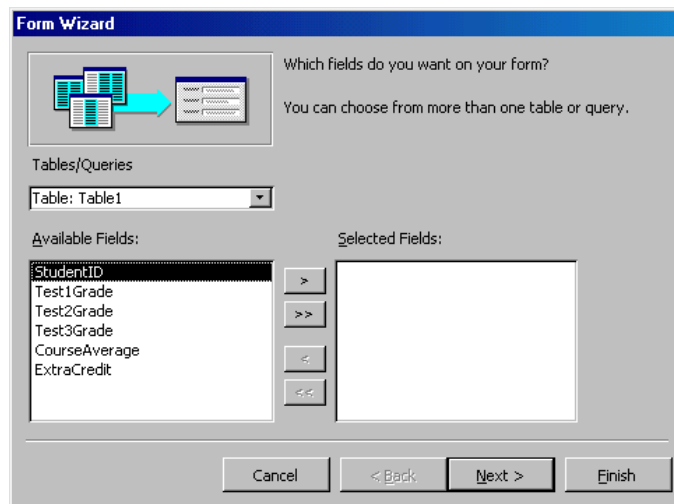 Form Wizard
Which fields do you want on your form?
You can choose from more than one table or query.
Tables/Queries
Table: Table1
Available Fields:
Selected Fields:
StudentID
Test1Grade
Test2Grade
Test3Grade
CourseAverage
ExtraCredit
>
>>
<
<<
Cancel
< Back
Next >
Finish